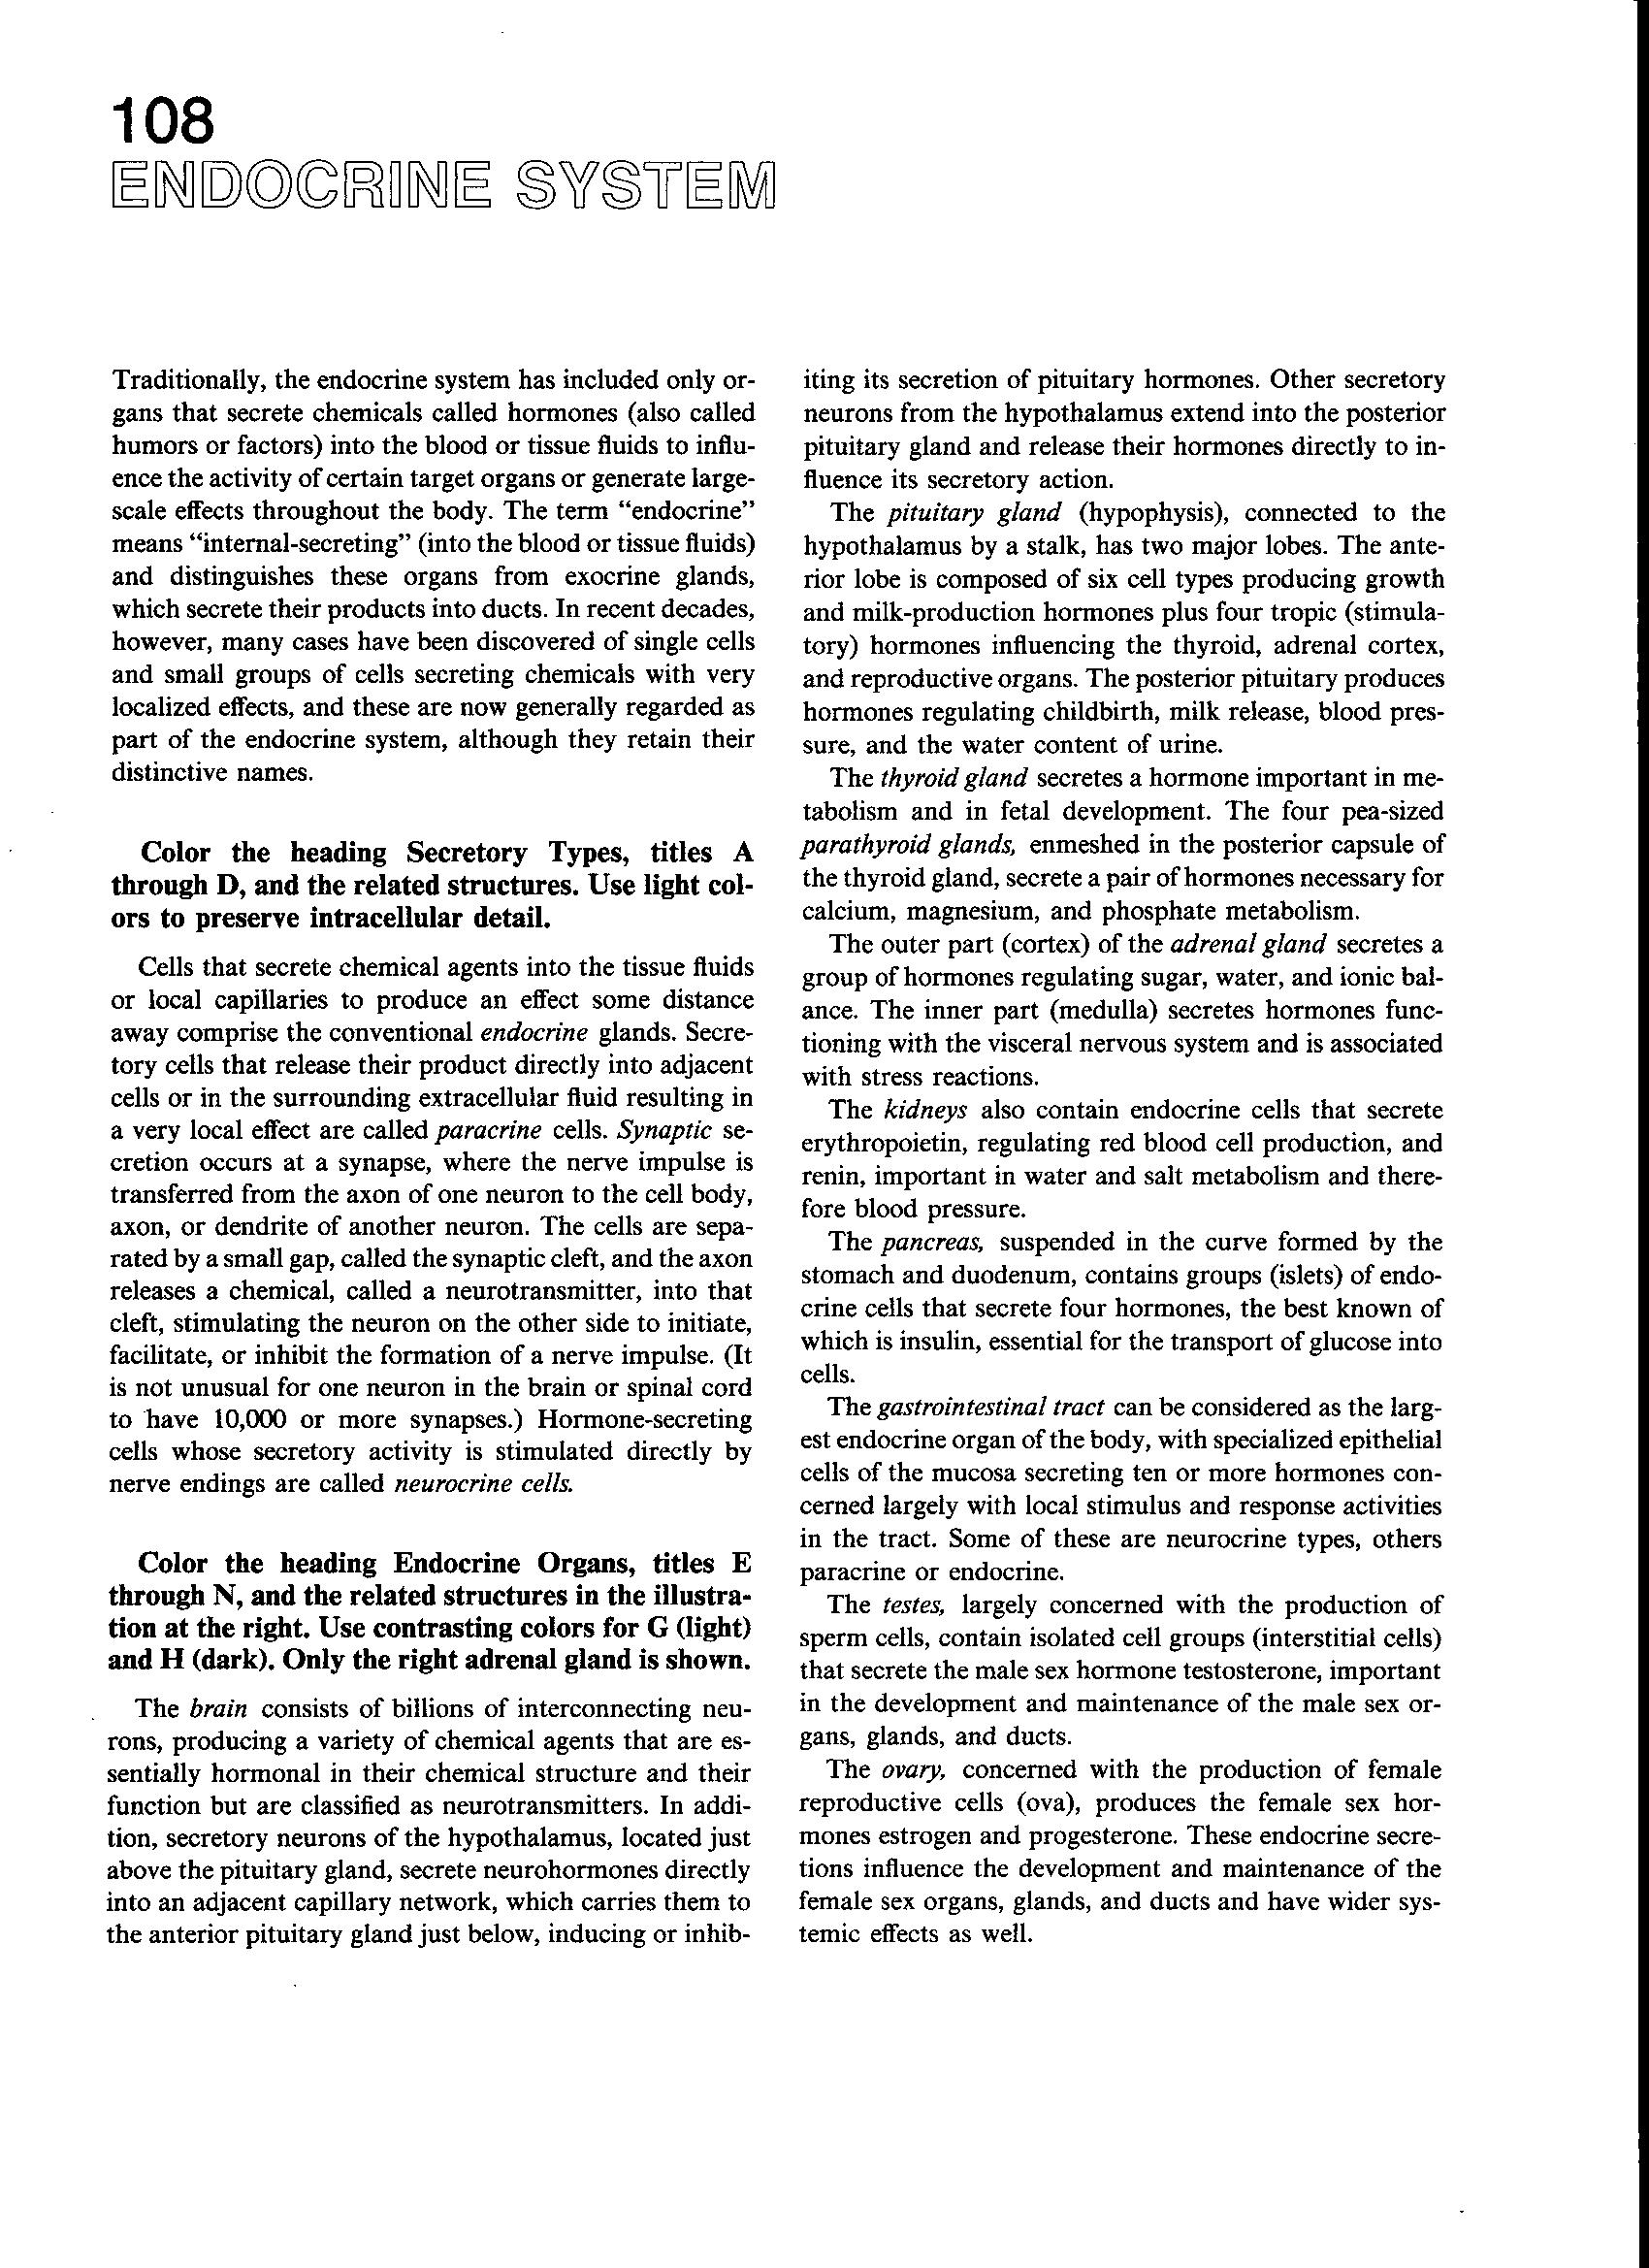 108
ENDOCRINE SYSTEM
Traditionally, the endocrine system has included only or-
gans that secrete chemicals called hormones (also called
humors or factors) into the blood or tissue fluids to influ-
ence the activity of certain target organs or generate large-
scale effects throughout the body. The term “endocrine”
means “internal-secreting” (into the blood or tissue fluids)
and distinguishes these organs from exocrine glands,
which secrete their products into ducts. In recent decades,
however, many cases have been discovered of single cells
and small groups of cells secreting chemicals with very
localized effects, and these are now generally regarded as
part of the endocrine system, although they retain their
distinctive names.
Color the heading Secretory Types, titles A
through D, and the related structures. Use light col-
ors to preserve intracellular detail.
Cells that secrete chemical agents into the tissue fluids
or local capillaries to produce an effect some distance
away comprise the conventional endocrine glands. Secre-
tory cells that release their product directly into adjacent
cells or in the surrounding extracellular fluid resulting in
a very local effect are called paracrine cells. Synaptic se-
cretion occurs at a synapse, where the nerve impulse is
transferred from the axon of one neuron to the cell body,
axon, or dendrite of another neuron. The cells are sepa-
rated by a small gap, called the synaptic cleft, and the axon
releases a chemical, called a neurotransmitter, into that
cleft, stimulating the neuron on the other side to initiate,
facilitate, or inhibit the formation of a nerve impulse. (It
is not unusual for one neuron in the brain or spinal cord
to have 10,000 or more synapses.) Hormone-secreting
cells whose secretory activity is stimulated directly by
nerve endings are called neurocrine cells.
Color the heading Endocrine Organs, titles E
through N, and the related structures in the illustra-
tion at the right. Use contrasting colors for G (light)
and H (dark). Only the right adrenal gland is shown.
The brain consists of billions of interconnecting neu-
rons, producing a variety of chemical agents that are es-
sentially hormonal in their chemical structure and their
function but are classified as neurotransmitters. In addi-
tion, secretory neurons of the hypothalamus, located just
above the pituitary gland, secrete neurohormones directly
into an adjacent capillary network, which carries them to
the anterior pituitary gland just below, inducing or inhib-
iting its secretion of pituitary hormones. Other secretory
neurons from the hypothalamus extend into the posterior
pituitary gland and release their hormones directly to in-
fluence its secretory action.
The pituitary gland (hypophysis), connected to the
hypothalamus by a stalk, has two major lobes. The ante-
rior lobe is composed of six cell types producing growth
and milk-production hormones plus four tropic (stimula-
tory) hormones influencing the thyroid, adrenal cortex,
and reproductive organs. The posterior pituitary produces
hormones regulating childbirth, milk release, blood pres-
sure, and the water content of urine.
The thyroid gland secretes a hormone important in me-
tabolism and in fetal development. The four pea-sized
parathyroid glands, enmeshed in the posterior capsule of
the thyroid gland, secrete a pair of hormones necessary for
calcium, magnesium, and phosphate metabolism.
The outer part (cortex) of the adrenal gland secretes a
group of hormones regulating sugar, water, and ionic bal-
ance. The inner part (medulla) secretes hormones func-
tioning with the visceral nervous system and is associated
with stress reactions.
The kidneys also contain endocrine cells that secrete
erythropoietin, regulating red blood cell production, and
renin, important in water and salt metabolism and there-
fore blood pressure.
The pancreas, suspended in the curve formed by the
stomach and duodenum, contains groups (islets) of endo-
crine cells that secrete four hormones, the best known of
which is insulin, essential for the transport of glucose into
cells.
The gastrointestinal tract can be considered as the larg-
est endocrine organ of the body, with specialized epithelial
cells of the mucosa secreting ten or more hormones con-
cerned largely with local stimulus and response activities
in the tract. Some of these are neurocrine types, others
paracrine or endocrine.
The testes, largely concerned with the production of
sperm cells, contain isolated cell groups (interstitial cells)
that secrete the male sex hormone testosterone, important
in the development and maintenance of the male sex or-
gans, glands, and ducts.
The ovary, concerned with the production of female
reproductive cells (ova), produces the female sex hor-
mones estrogen and progesterone. These endocrine secre-
tions influence the development and maintenance of the
female sex organs, glands, and ducts and have wider sys-
temic effects as well.